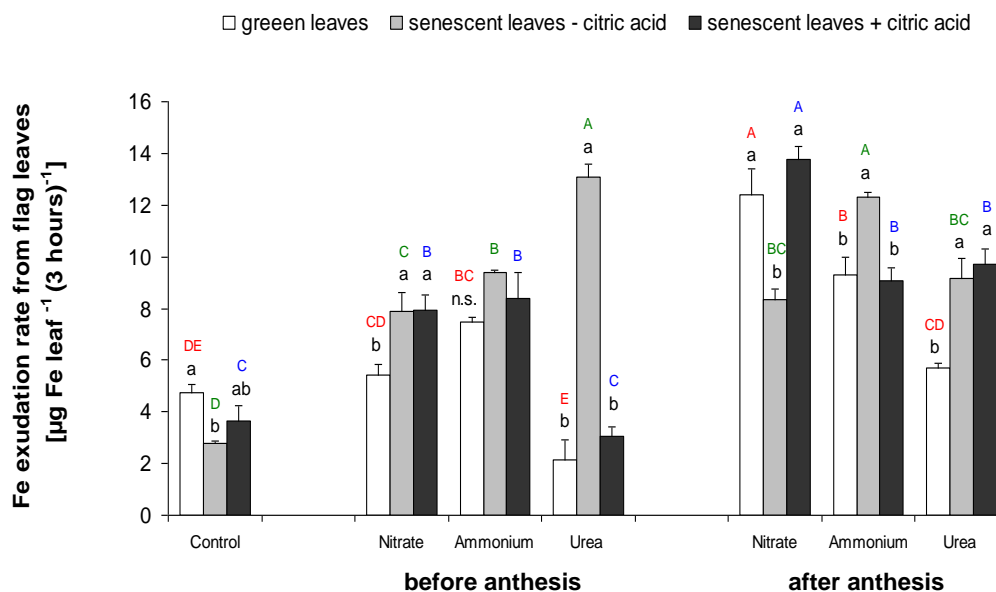 greeen leaves senescent leaves - citric acid senescent leaves + citric acid
Fe exudation rate from flag leaves
[µg Fe leaf ⁻¹ (3 hours)⁻¹]
16
14
12
10
8
6
4
2
0
DE
a
D
b
C
ab
CD
b
C
a
B
a
BC
n.s.
B
B
E
b
A
a
C
b
A
a
BC
b
A
a
B
b
A
a
B
b
CD
b
BC
a
B
a
Control Nitrate Ammonium Urea Nitrate Ammonium Urea
before anthesis after anthesis